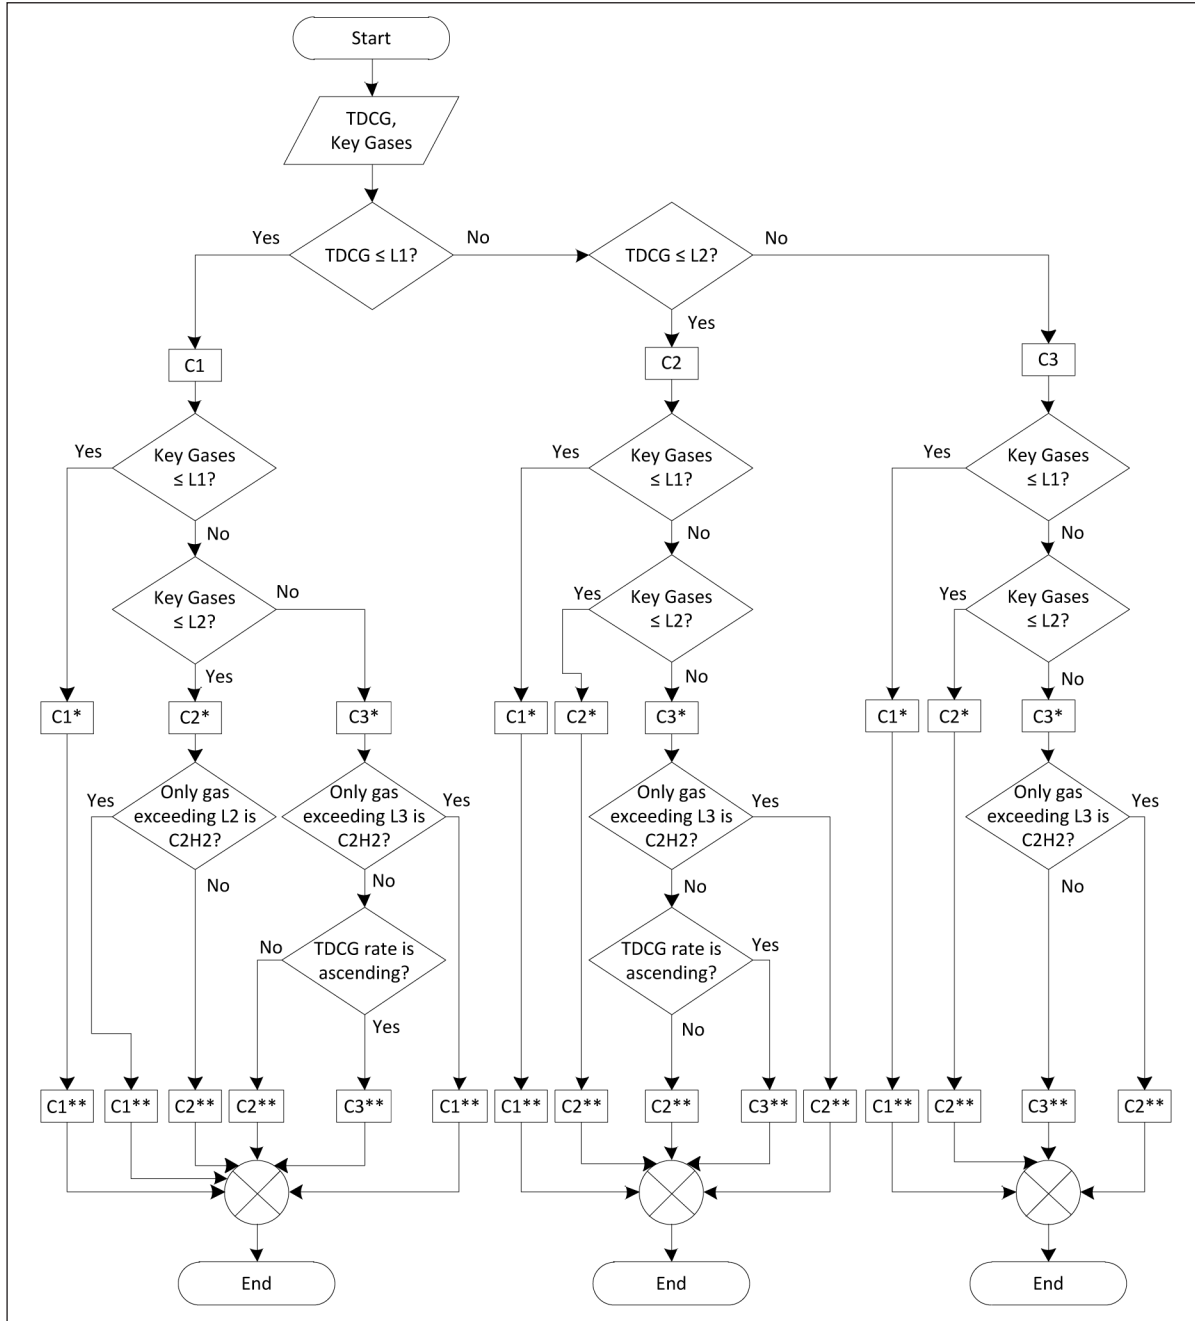 Start
TDCG,
Key Gases
Yes
TDCG ≤ L1?
No
TDCG ≤ L2?
No
Yes
C1
C2
C3
Yes
Key Gases
≤ L1?
No
Yes
Key Gases
≤ L1?
No
Yes
Key Gases
≤ L1?
No
Key Gases
≤ L2?
No
Yes
Yes
Key Gases
≤ L2?
No
Yes
Key Gases
≤ L2?
No
C1*
C2*
C3*
C1*
C2*
C3*
C1*
C2*
C3*
Yes
Only gas
exceeding L2 is
C2H2?
No
Only gas
exceeding L3 is
C2H2?
Yes
No
Only gas
exceeding L3 is
C2H2?
Yes
No
Only gas
exceeding L3 is
C2H2?
Yes
No
No
TDCG rate is
ascending?
Yes
TDCG rate is
ascending?
Yes
No
C1**
C1**
C2**
C2**
C3**
C1**
C1**
C2**
C2**
C3**
C2**
C1**
C2**
C3**
C2**
End
End
End